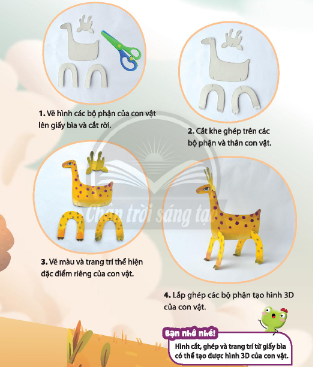 1. Vẽ hình các bộ phận của con vật
lên giấy bìa và cắt rời.
2. Cắt khe ghép trên các
bộ phận và thân con vật.
Chân trời sáng tạo
3. Vẽ màu và trang trí thể hiện
đặc điểm riêng của con vật.
4. Lắp ghép các bộ phận tạo hình 3D
của con vật.
Bạn nhớ nhé!
Hình cắt, ghép và trang trí từ giấy bìa
có thể tạo được hình 3D của con vật.